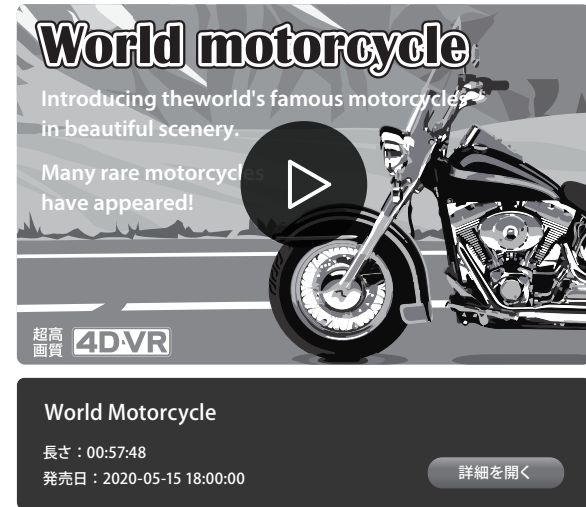 World motorcycle
Introducing theworld's famous motorcycles
in beautiful scenery.
Many rare motorcycles
have appeared!
超高
画質
4D·VR
World Motorcycle
長さ：00:57:48
発売日：2020-05-15 18:00:00
詳細を開く